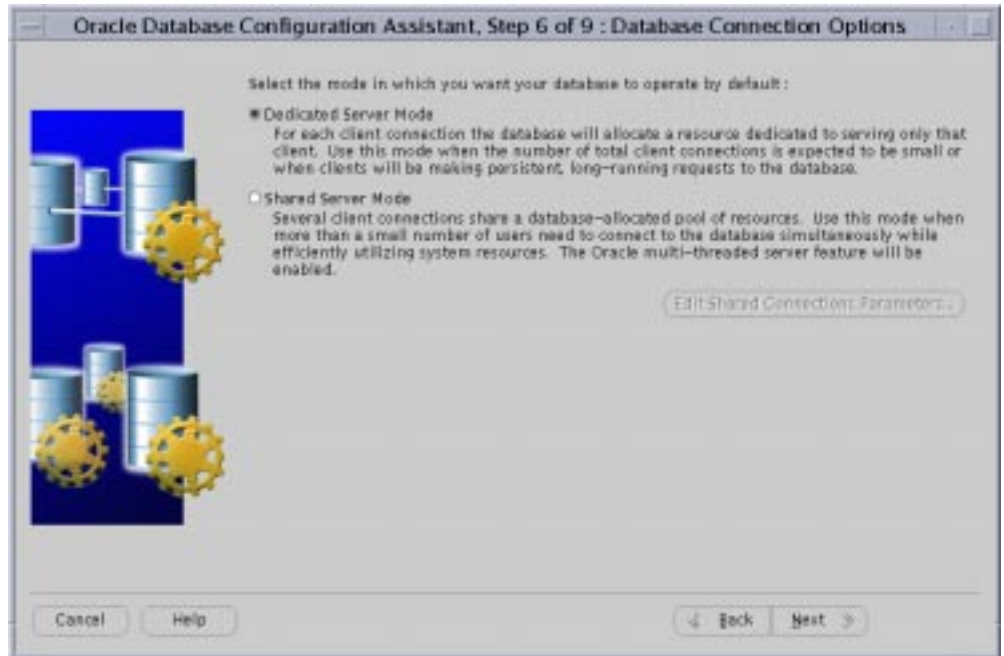 Oracle Database Configuration Assistant, Step 6 of 9 : Database Connection Options
Select the mode in which you want your database to operate by default :
Dedicated Server Mode
For each client connection the database will allocate a resource dedicated to serving only that
client. Use this mode when the number of total client connections is expected to be small or
when clients will be making persistent, long-running requests to the database.
Shared Server Mode
Several client connections share a database-allocated pool of resources. Use this mode when
more than a small number of users need to connect to the database simultaneously while
efficiently utilizing system resources. The Oracle multi-threaded server feature will be
enabled.
Edit Shared Connections Parameters...
Cancel
Help
Back
Next